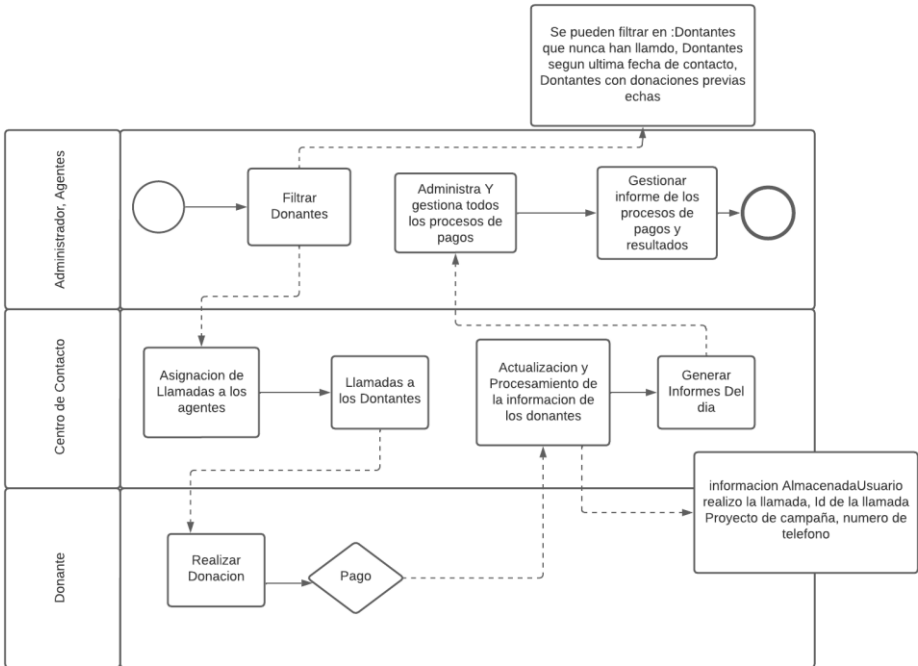 Se pueden filtrar en :Dontantes
que nunca han llamdo, Dontantes
segun ultima fecha de contacto,
Dontantes con donaciones previas
echas
Administrador, Agentes
Filtrar
Donantes
Administra Y
gestiona todos
los procesos de
pagos
Gestionar
informe de los
procesos de
pagos y
resultados
Centro de Contacto
Asignacion de
Llamadas a los
agentes
Llamadas a
los Dontantes
Actualizacion y
Procesamiento de
la informacion de
los donantes
Generar
Informes Del
dia
informacion AlmacenadaUsuario
realizo la llamada, Id de la llamada
Proyecto de campaña, numero de
telefono
Donante
Realizar
Donacion
Pago